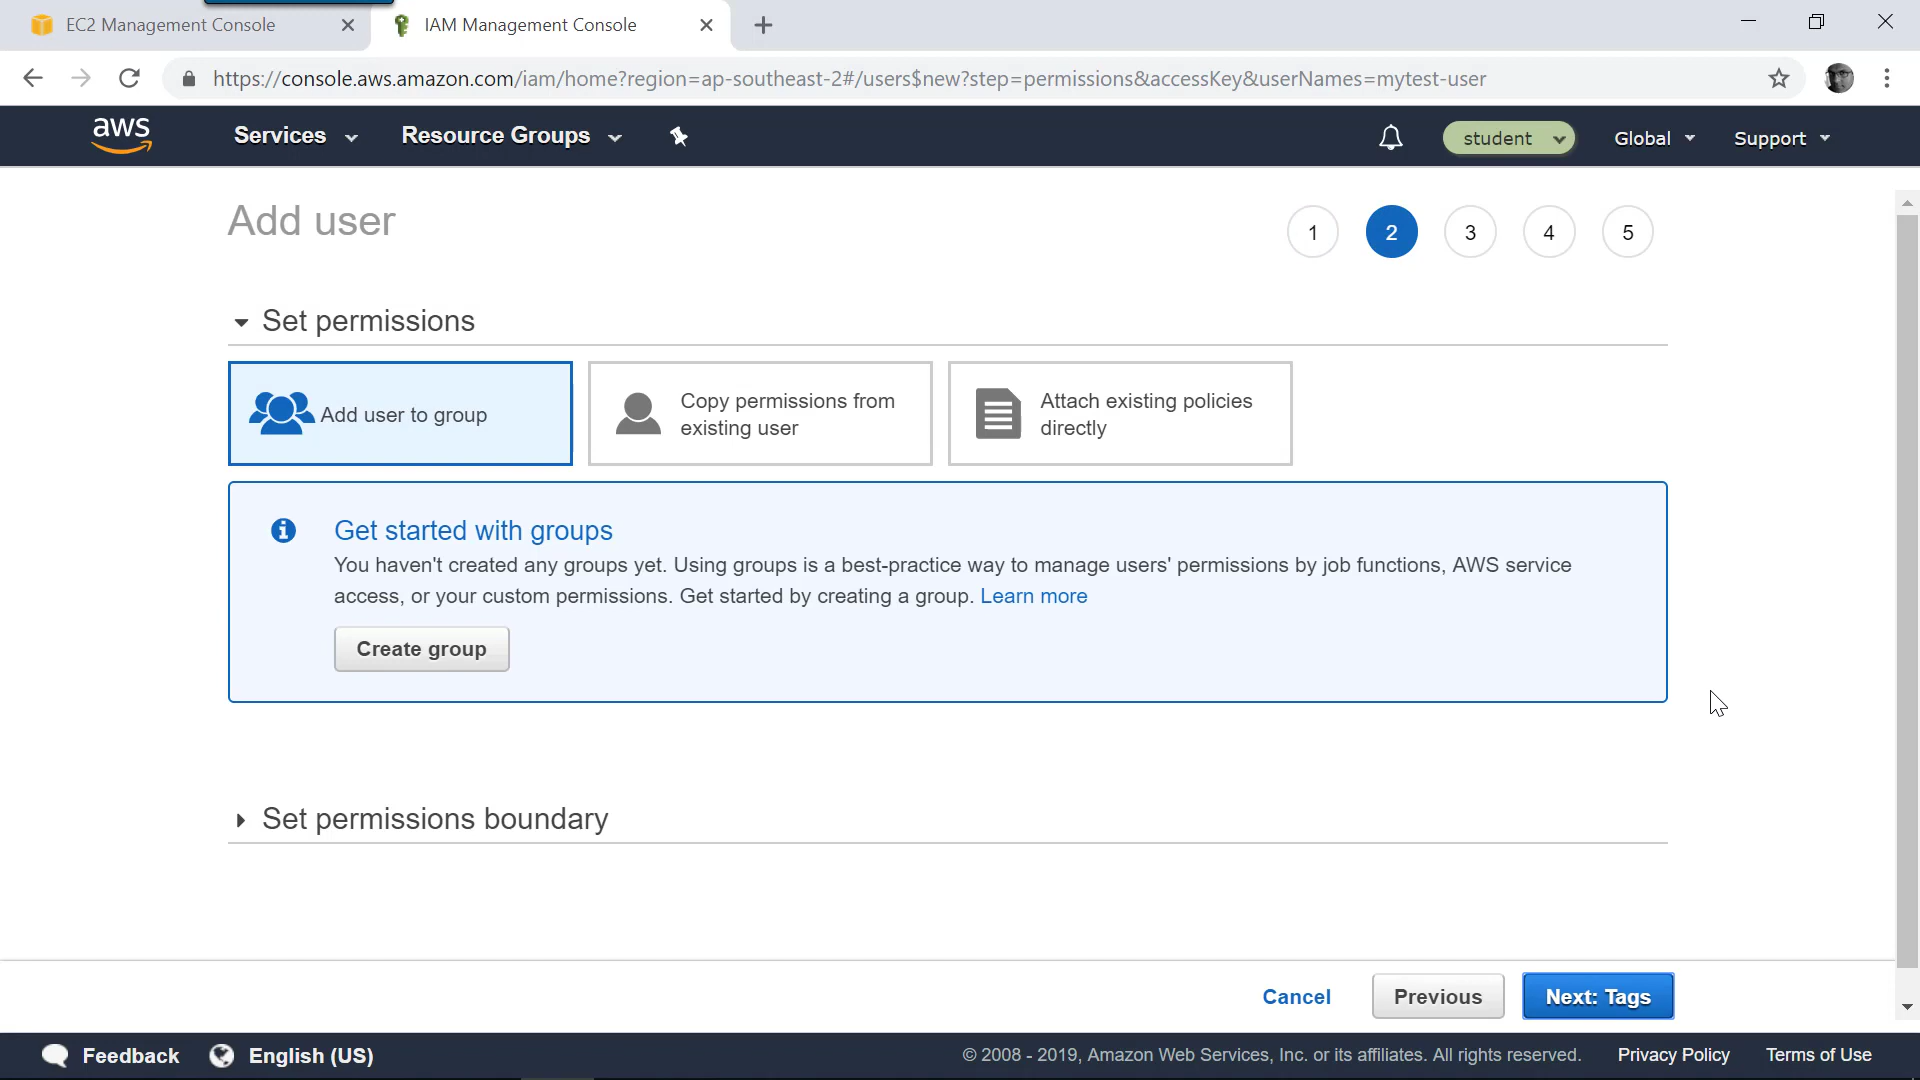 EC2 Management Console
IAM Management Console
https://console.aws.amazon.com/iam/home?region=ap-southeast-2#/users$new?step=permissions&accessKey&userNames=mytest-user
aws
Services
Resource Groups
student
Global
Support
Add user
1
2
3
4
5
Set permissions
Add user to group
Copy permissions from
existing user
Attach existing policies
directly
Get started with groups
You haven't created any groups yet. Using groups is a best-practice way to manage users' permissions by job functions, AWS service
access, or your custom permissions. Get started by creating a group. Learn more
Create group
Set permissions boundary
Cancel
Previous
Next: Tags
Feedback
English (US)
© 2008 - 2019, Amazon Web Services, Inc. or its affiliates. All rights reserved.
Privacy Policy
Terms of Use